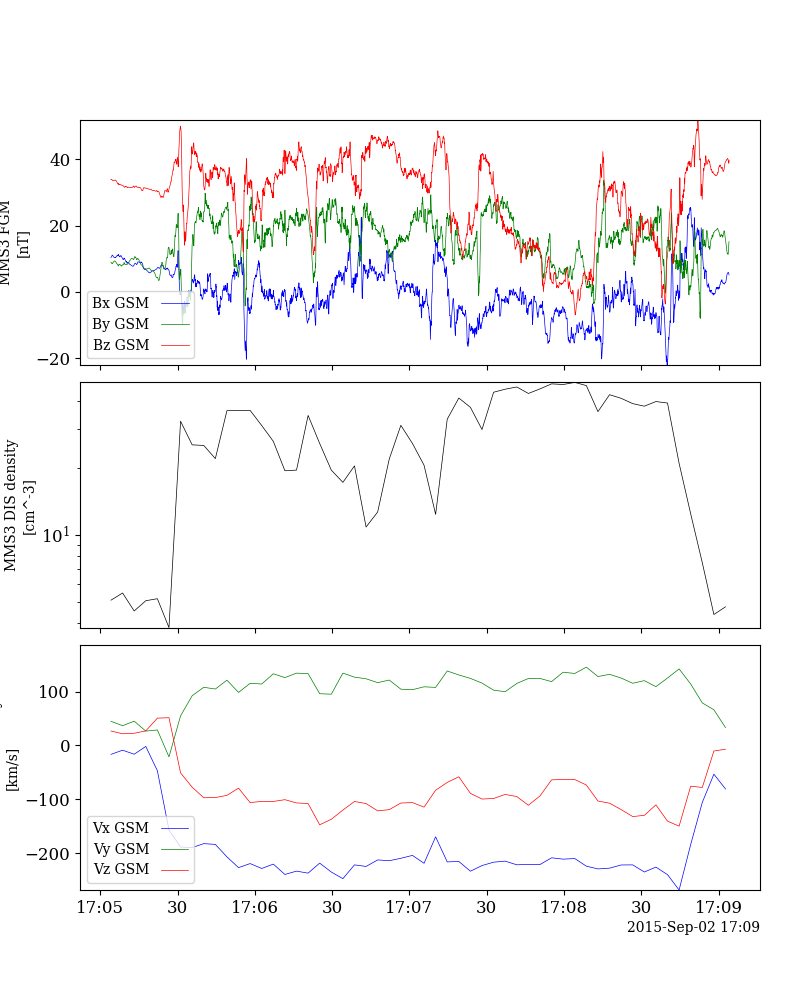 MMS3 FGM
[nT]
40
20
0
−20
Bx GSM
By GSM
Bz GSM
MMS3 DIS density
[cm^-3]
10^1
[km/s]
100
0
−100
−200
Vx GSM
Vy GSM
Vz GSM
17:05
30
17:06
30
17:07
30
17:08
30
17:09
2015-Sep-02 17:09